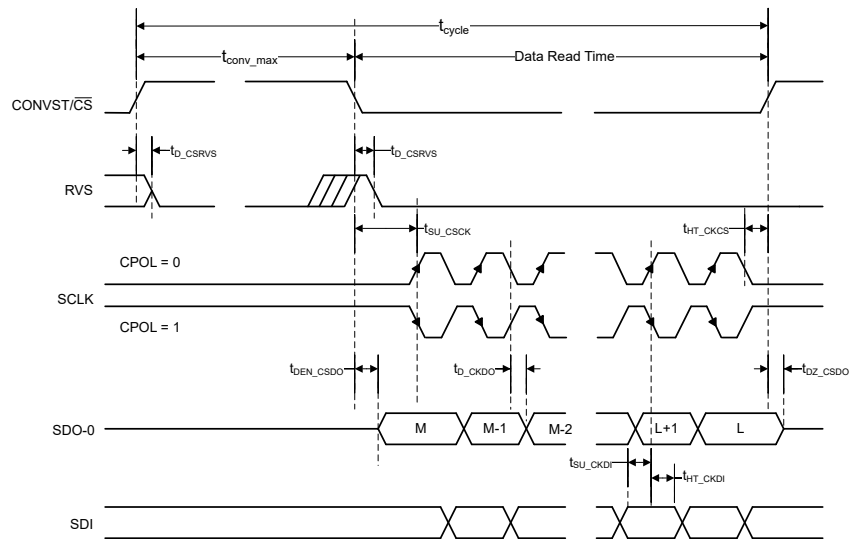 tcycle
tconv_max
Data Read Time
CONVST/CS
tD_CSRVS
tD_CSRVS
RVS
tSU_CSCK
tHT_CKCS
CPOL = 0
SCLK
CPOL = 1
tDEN_CSDO
tD_CKDO
tDZ_CSDO
SDO-0
M
M-1
M-2
L+1
L
tSU_CKDI
tHT_CKDI
SDI